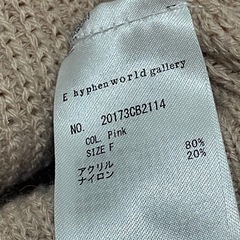 E hyphen world gallery
NO. 20173CB2114
COL. Pink
SIZE F
アクリル 80%
ナイロン 20%